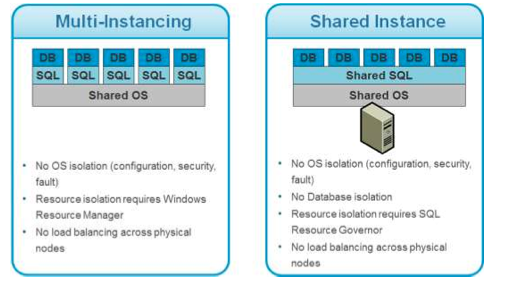 Multi-Instancing
DB DB DB DB DB
SQL SQL SQL SQL SQL
Shared OS
• No OS isolation (configuration, security,
fault)
• Resource isolation requires Windows
Resource Manager
• No load balancing across physical
nodes
Shared Instance
DB DB DB DB DB
Shared SQL
Shared OS
• No OS isolation (configuration, security,
fault)
• No Database isolation
• Resource isolation requires SQL
Resource Governor
• No load balancing across physical
nodes